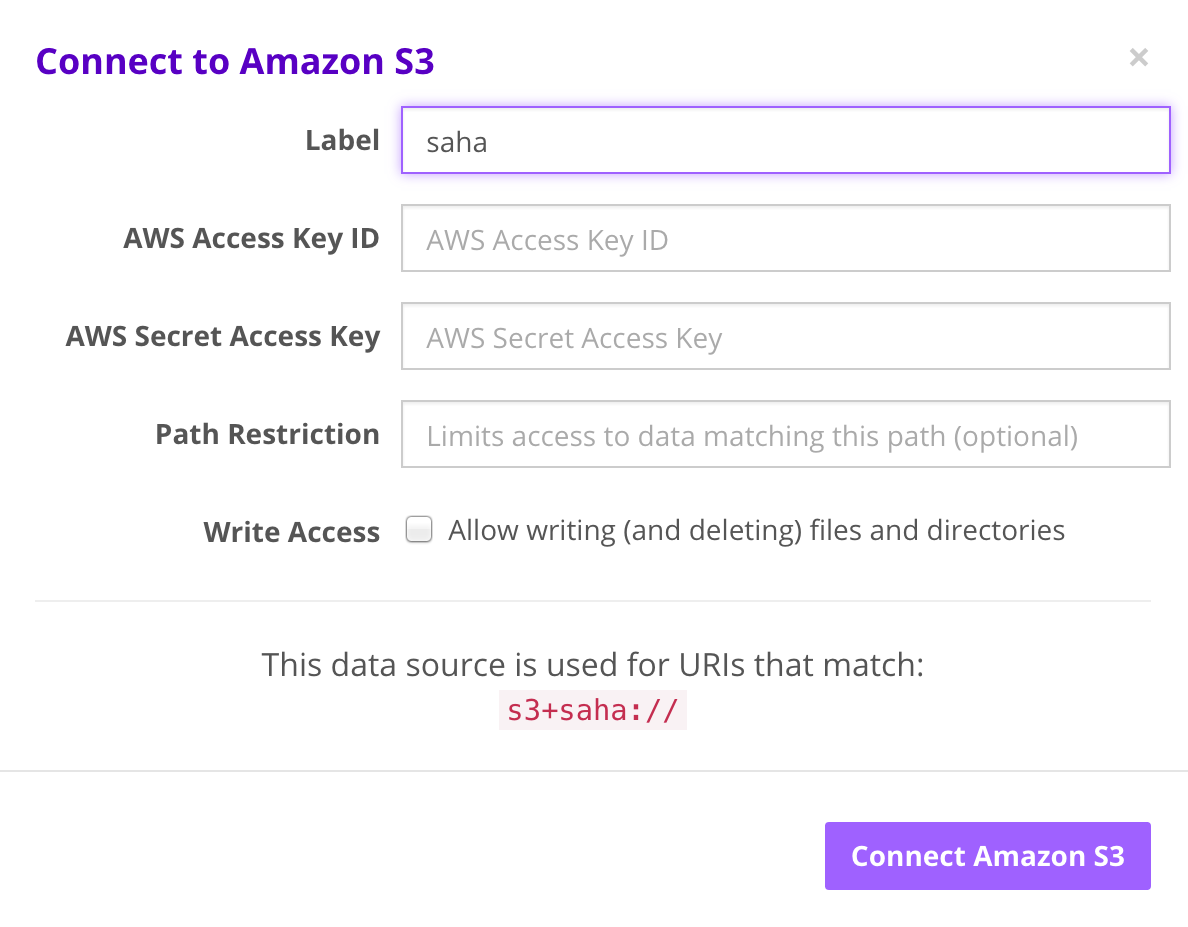 Connect to Amazon S3 ×
Label saha
AWS Access Key ID AWS Access Key ID
AWS Secret Access Key AWS Secret Access Key
Path Restriction Limits access to data matching this path (optional)
Write Access Allow writing (and deleting) files and directories
This data source is used for URIs that match:
s3+saha://
Connect Amazon S3